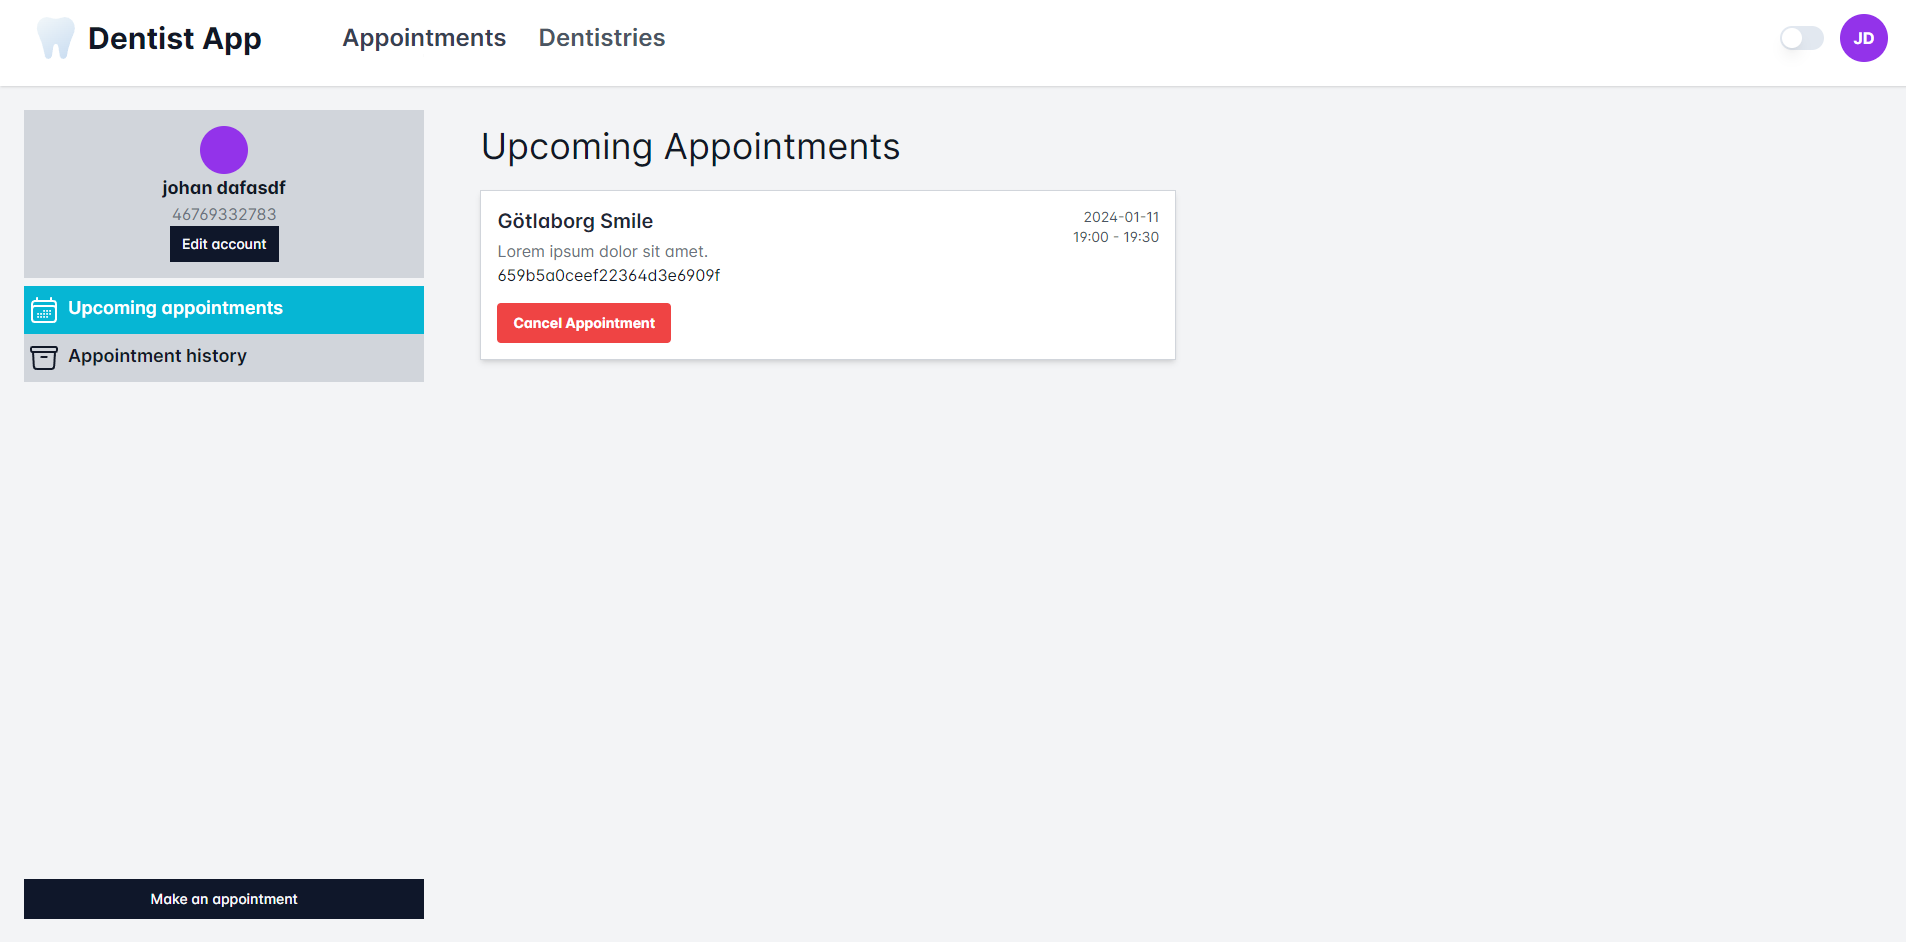 Dentist App
Appointments
Dentistries
JD
johan dafasdf
46769332783
Edit account
Upcoming appointments
Appointment history
Make an appointment
Upcoming Appointments
Götlaborg Smile
2024-01-11
19:00 - 19:30
Lorem ipsum dolor sit amet.
659b5a0ceef22364d3e6909f
Cancel Appointment